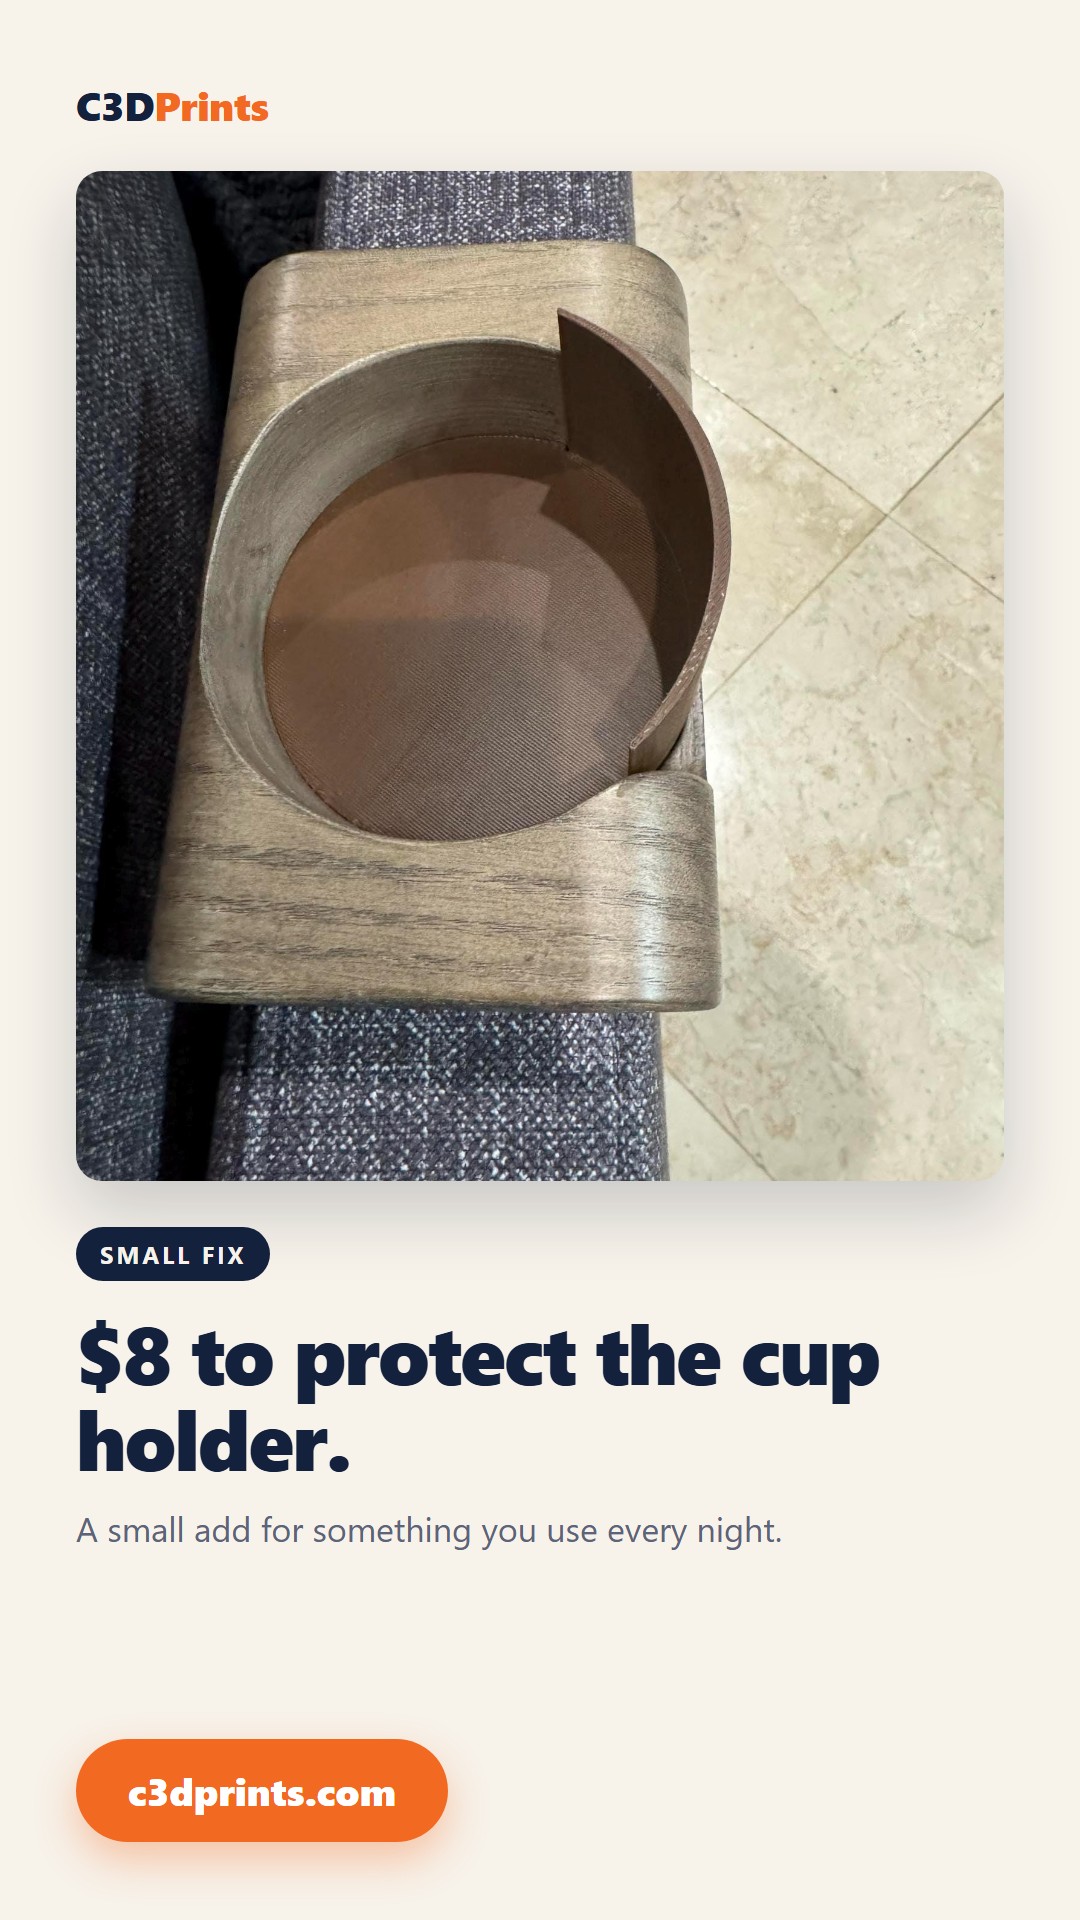 C3DPrints
SMALL FIX
$8 to protect the cup
holder.
A small add for something you use every night.
c3dprints.com